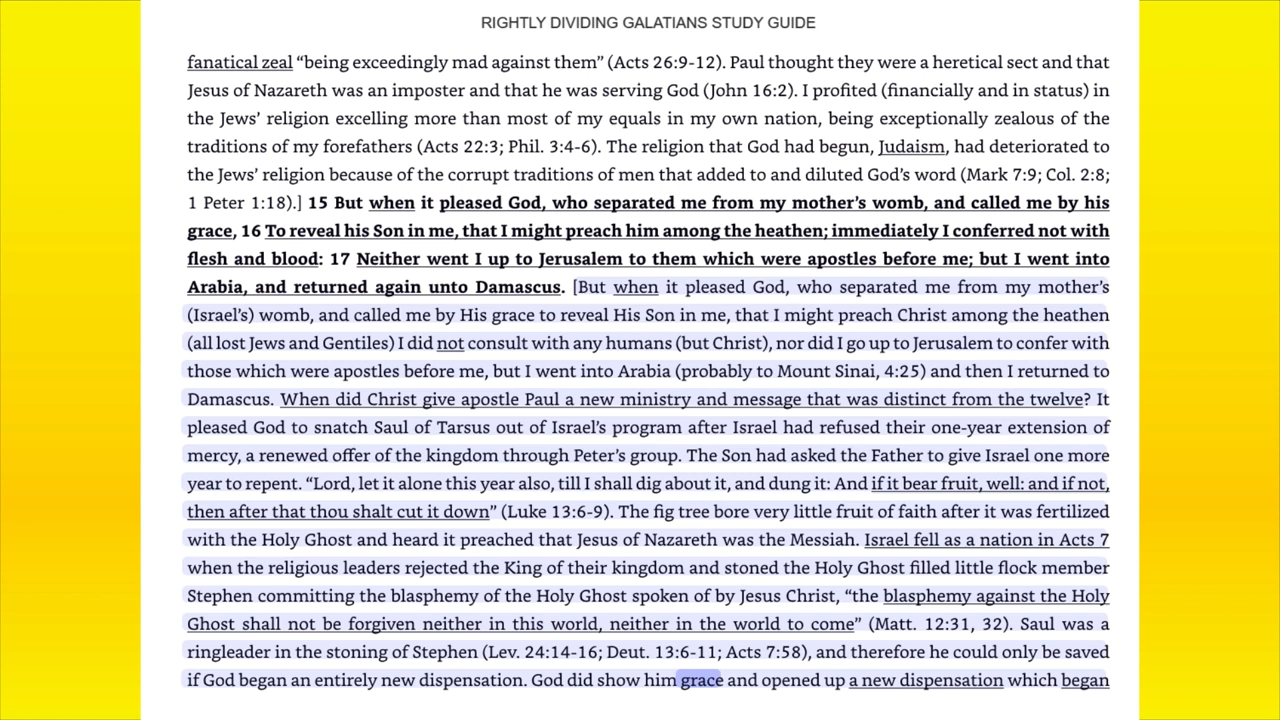 RIGHTLY DIVIDING GALATIANS STUDY GUIDE
fanatical zeal “being exceedingly mad against them” (Acts 26:9-12). Paul thought they were a heretical sect and that
Jesus of Nazareth was an imposter and that he was serving God (John 16:2). I profited (financially and in status) in
the Jews’ religion excelling more than most of my equals in my own nation, being exceptionally zealous of the
traditions of my forefathers (Acts 22:3; Phil. 3:4-6). The religion that God had begun, Judaism, had deteriorated to
the Jews’ religion because of the corrupt traditions of men that added to and diluted God’s word (Mark 7:9; Col. 2:8;
1 Peter 1:18).] 15 But when it pleased God, who separated me from my mother’s womb, and called me by his
grace, 16 To reveal his Son in me, that I might preach him among the heathen; immediately I conferred not with
flesh and blood: 17 Neither went I up to Jerusalem to them which were apostles before me; but I went into
Arabia, and returned again unto Damascus. [But when it pleased God, who separated me from my mother’s
(Israel’s) womb, and called me by His grace to reveal His Son in me, that I might preach Christ among the heathen
(all lost Jews and Gentiles) I did not consult with any humans (but Christ), nor did I go up to Jerusalem to confer with
those which were apostles before me, but I went into Arabia (probably to Mount Sinai, 4:25) and then I returned to
Damascus. When did Christ give apostle Paul a new ministry and message that was distinct from the twelve? It
pleased God to snatch Saul of Tarsus out of Israel’s program after Israel had refused their one-year extension of
mercy, a renewed offer of the kingdom through Peter’s group. The Son had asked the Father to give Israel one more
year to repent. “Lord, let it alone this year also, till I shall dig about it, and dung it: And if it bear fruit, well: and if not,
then after that thou shalt cut it down” (Luke 13:6-9). The fig tree bore very little fruit of faith after it was fertilized
with the Holy Ghost and heard it preached that Jesus of Nazareth was the Messiah. Israel fell as a nation in Acts 7
when the religious leaders rejected the King of their kingdom and stoned the Holy Ghost filled little flock member
Stephen committing the blasphemy of the Holy Ghost spoken of by Jesus Christ, “the blasphemy against the Holy
Ghost shall not be forgiven neither in this world, neither in the world to come” (Matt. 12:31, 32). Saul was a
ringleader in the stoning of Stephen (Lev. 24:14-16; Deut. 13:6-11; Acts 7:58), and therefore he could only be saved
if God began an entirely new dispensation. God did show him grace and opened up a new dispensation which began